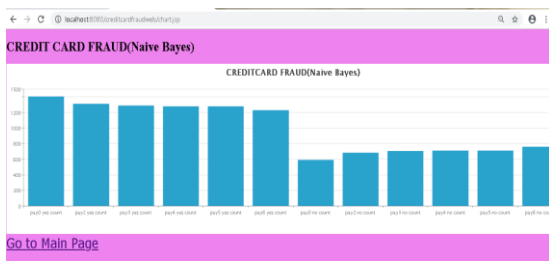 localhost:8080/creditcardfraudweb/chart.jsp
CREDIT CARD FRAUD(Naive Bayes)
CREDITCARD FRAUD(Naive Bayes)
1500
1200
1000
800
600
400
200
0
pay0 yes count pay2 yes count pay3 yes count pay4 yes count pay5 yes count pay6 yes count pay0 no count pay2 no count pay3 no count pay4 no count pay5 no count pay6 no co
Go to Main Page